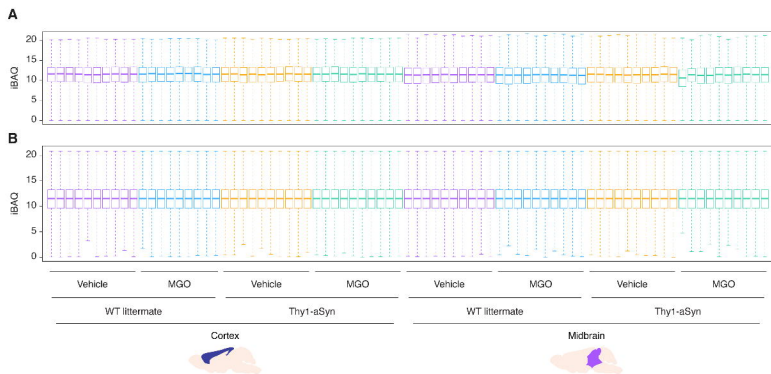 A
20
15
10
5
0
iBAQ
B
20
15
10
5
0
iBAQ
Vehicle MGO Vehicle MGO Vehicle MGO Vehicle MGO
WT littermate Thy1-aSyn WT littermate Thy1-aSyn
Cortex Midbrain